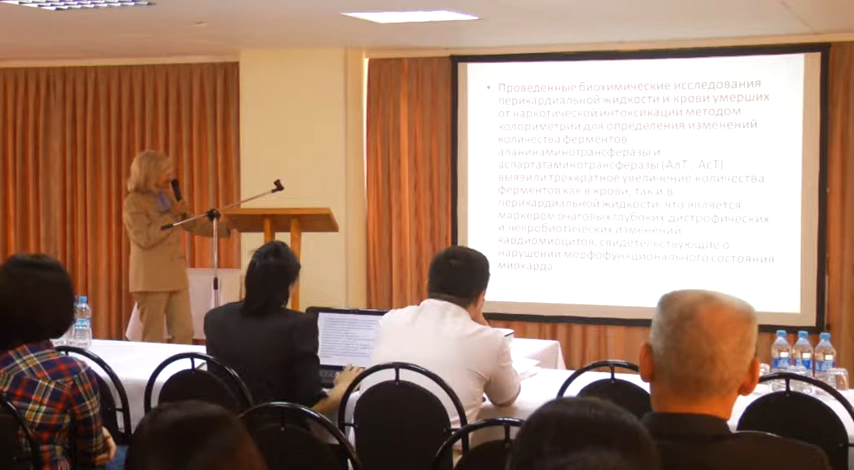 • Проведенные биохимические исследования
перикардиальной жидкости и крови умерших
от наркотической интоксикации методом
колориметрии для определения изменений
количества ферментов
аланинаминотрансферазы и
аспартатаминотрансферазы (АлТ , АсТ)
выявили трехкратное увеличение количества
ферментов как в крови, так и в
перикардиальной жидкости, что является
маркером очаговых глубоких дистрофических
и некробиотических изменений
кардиомиоцитов, свидетельствующие о
нарушении морфофункционального состояния
миокарда.